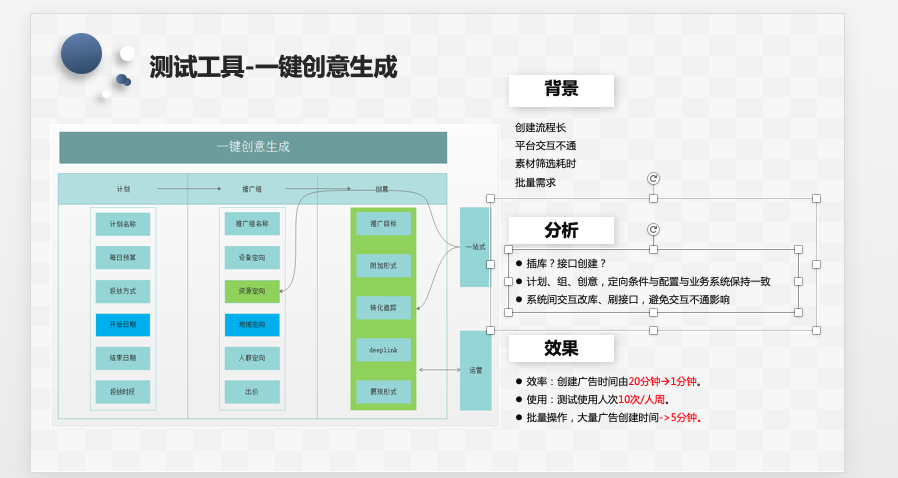 测试工具-一键创意生成
一键创意生成
计划
推广组
创意
计划名称
每日预算
投放方式
开始日期
结束日期
投放时段
推广组名称
设备定向
资源定向
地域定向
人群定向
出价
推广目标
附加形式
转化追踪
deeplink
展现形式
一站式
运管
背景
创建流程长
平台交互不通
素材筛选耗时
批量需求
分析
● 插库？接口创建？
● 计划、组、创意，定向条件与配置与业务系统保持一致
● 系统间交互改库、刷接口，避免交互不通影响
效果
● 效率：创建广告时间由20分钟→1分钟。
● 使用：测试使用人次10次/人周。
● 批量操作，大量广告创建时间->5分钟。